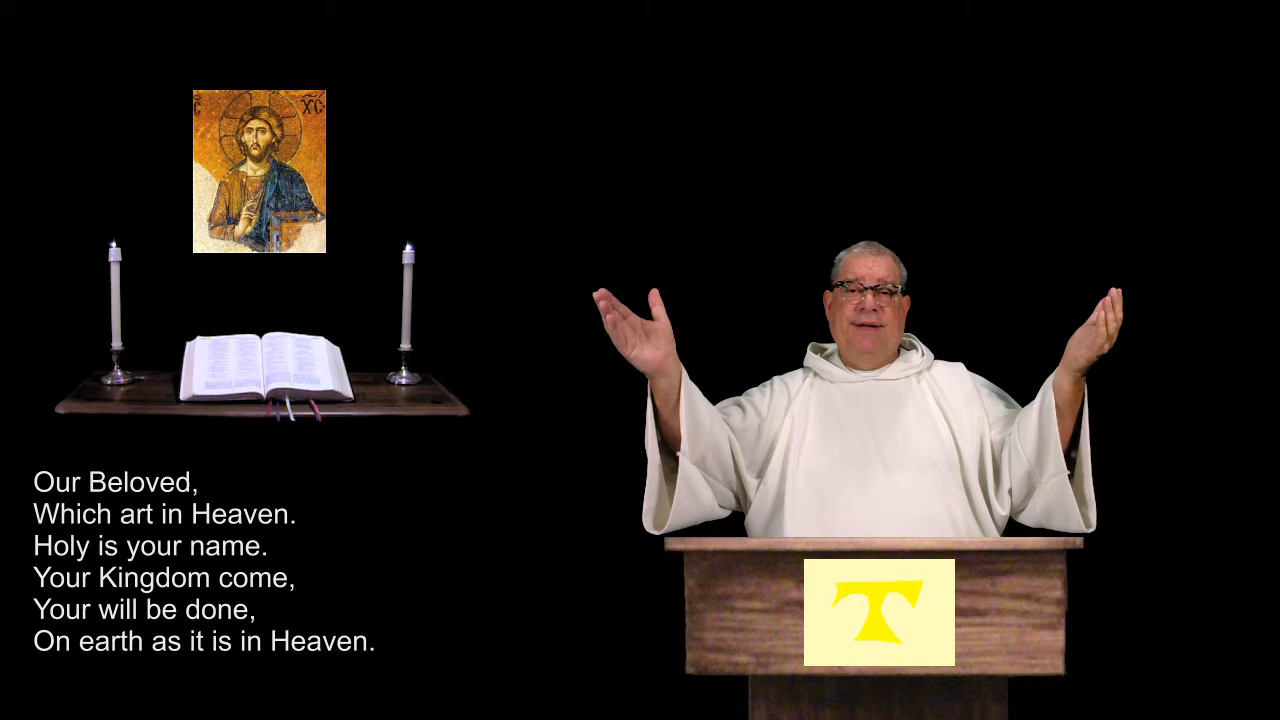 C XC
Our Beloved,
Which art in Heaven.
Holy is your name.
Your Kingdom come,
Your will be done,
On earth as it is in Heaven.
T